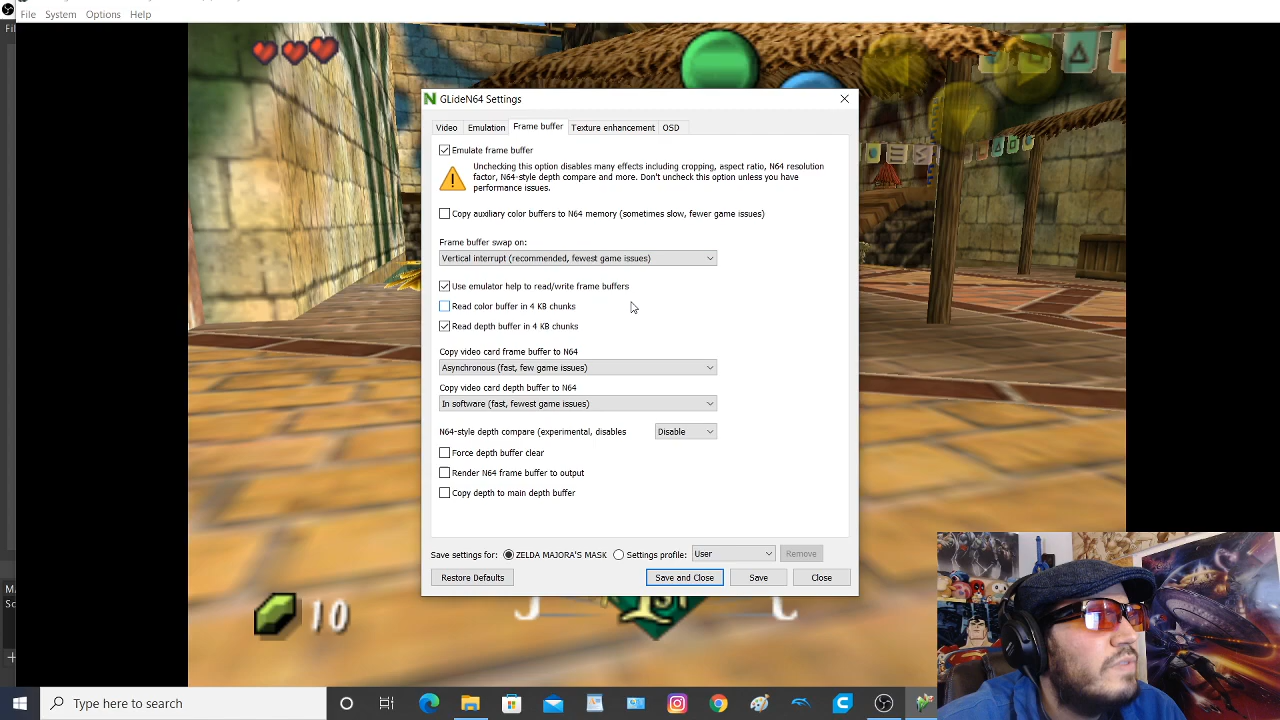 File System Options Help
Fil
GLideN64 Settings
Video Emulation Frame buffer Texture enhancement OSD
Emulate frame buffer
Unchecking this option disables many effects including cropping, aspect ratio, N64 resolution
factor, N64-style depth compare and more. Don't uncheck this option unless you have
performance issues.
Copy auxiliary color buffers to N64 memory (sometimes slow, fewer game issues)
Frame buffer swap on:
Vertical interrupt (recommended, fewest game issues)
Use emulator help to read/write frame buffers
Read color buffer in 4 KB chunks
Read depth buffer in 4 KB chunks
Copy video card frame buffer to N64
Asynchronous (fast, few game issues)
Copy video card depth buffer to N64
In software (fast, fewest game issues)
N64-style depth compare (experimental, disables Disable
Force depth buffer clear
Render N64 frame buffer to output
Copy depth to main depth buffer
Save settings for: ZELDA MAJORA'S MASK Settings profile: User Remove
Restore Defaults Save and Close Save Close
10
Type here to search